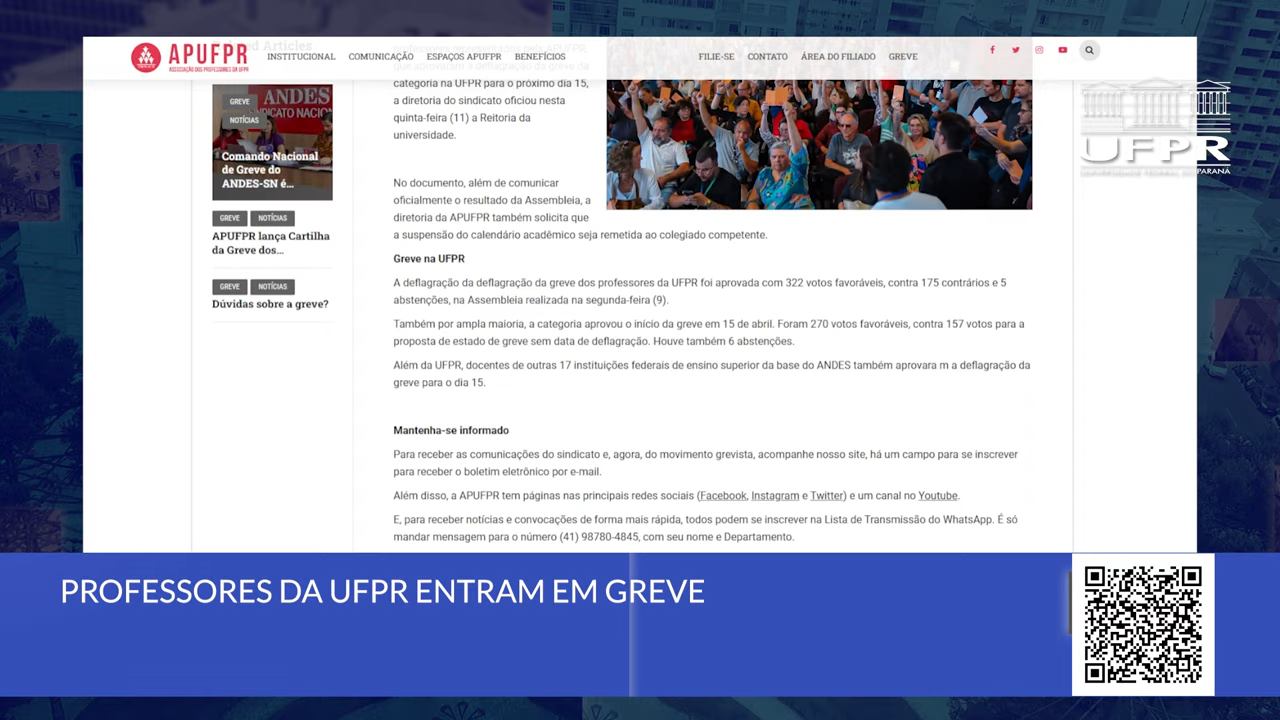 APUFPR
ASSOCIAÇÃO DOS PROFESSORES DA UFPR
INSTITUCIONAL
COMUNICAÇÃO
ESPAÇOS APUFPR
BENEFÍCIOS
FILIE-SE
CONTATO
ÁREA DO FILIADO
GREVE
Articles
GREVE
NOTÍCIAS
ANDES
Comando Nacional
de Greve do
ANDES-SN é...
GREVE
NOTÍCIAS
APUFPR lança Cartilha
da Greve dos...
GREVE
NOTÍCIAS
Dúvidas sobre a greve?
categoria na UFPR para o próximo dia 15,
a diretoria do sindicato oficiou nesta
quinta-feira (11) a Reitoria da
universidade.
No documento, além de comunicar
oficialmente o resultado da Assembleia, a
diretoria da APUFPR também solicita que
a suspensão do calendário acadêmico seja remetida ao colegiado competente.
Greve na UFPR
A deflagração da deflagração da greve dos professores da UFPR foi aprovada com 322 votos favoráveis, contra 175 contrários e 5
abstenções, na Assembleia realizada na segunda-feira (9).
Também por ampla maioria, a categoria aprovou o início da greve em 15 de abril. Foram 270 votos favoráveis, contra 157 votos para a
proposta de estado de greve sem data de deflagração. Houve também 6 abstenções.
Além da UFPR, docentes de outras 17 instituições federais de ensino superior da base do ANDES também aprovara m a deflagração da
greve para o dia 15.
Mantenha-se informado
Para receber as comunicações do sindicato e, agora, do movimento grevista, acompanhe nosso site, há um campo para se inscrever
para receber o boletim eletrônico por e-mail.
Além disso, a APUFPR tem páginas nas principais redes sociais (Facebook, Instagram e Twitter) e um canal no Youtube.
E, para receber notícias e convocações de forma mais rápida, todos podem se inscrever na Lista de Transmissão do WhatsApp. É só
mandar mensagem para o número (41) 98780-4845, com seu nome e Departamento.
UFPR
PROFESSORES DA UFPR ENTRAM EM GREVE